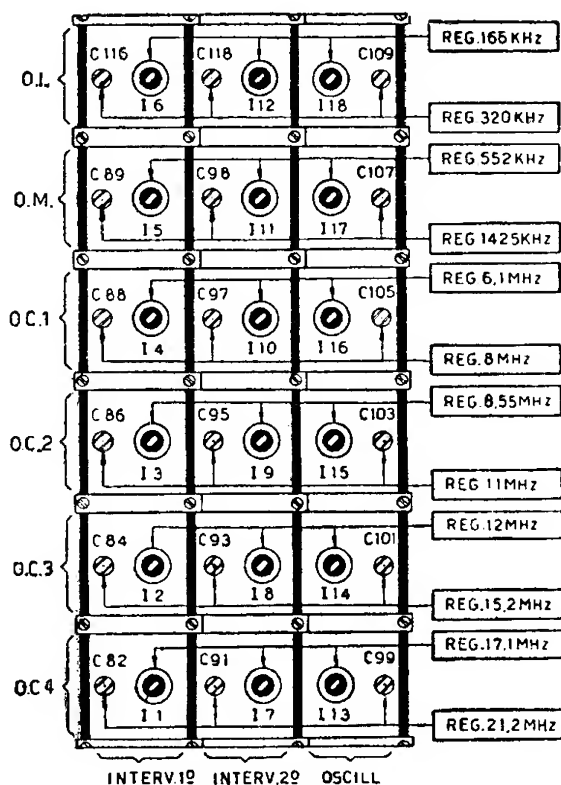 REG.166KHz
C116 C118 C109
O.L.
I6 I12 I18
REG.320KHz
REG.552KHz
C89 C98 C107
O.M.
I5 I11 I17
REG.1425KHz
REG.6,1MHz
C88 C97 C105
O.C.1
I4 I10 I16
REG.8MHz
REG.8,55MHz
C86 C95 C103
O.C.2
I3 I9 I15
REG 11MHz
REG.12MHz
C84 C93 C101
O.C.3
I2 I8 I14
REG.15,2MHz
REG.17,1MHz
C82 C91 C99
O.C4
I1 I7 I13
REG.21,2MHz
INTERV.1º INTERV.2º OSCILL